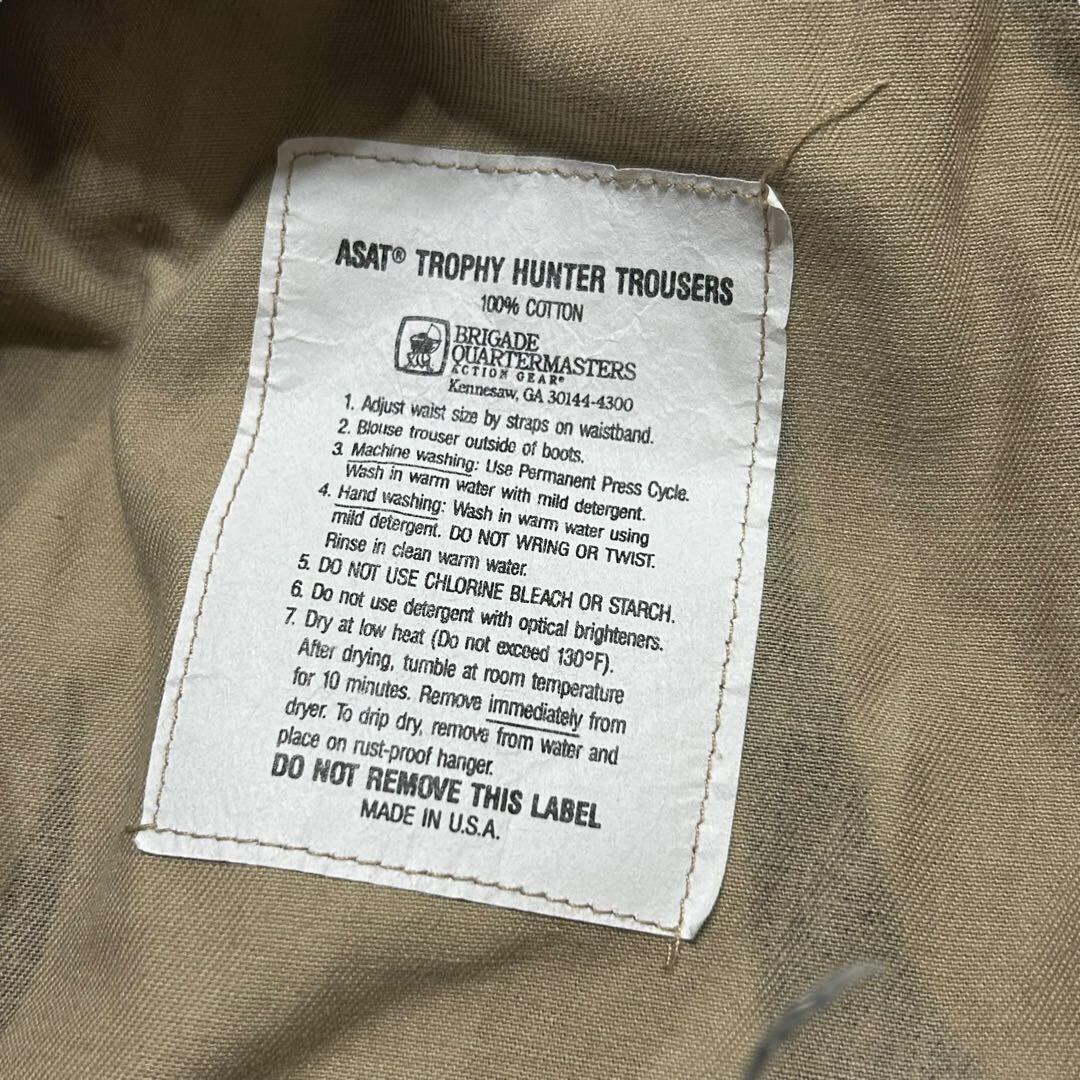 ASAT® TROPHY HUNTER TROUSERS
100% COTTON
BRIGADE
QUARTERMASTERS
ACTION GEAR®
Kennesaw, GA 30144-4300
1. Adjust waist size by straps on waistband.
2. Blouse trouser outside of boots.
3. Machine washing: Use Permanent Press Cycle.
Wash in warm water with mild detergent.
4. Hand washing: Wash in warm water using
mild detergent. DO NOT WRING OR TWIST.
Rinse in clean warm water.
5. DO NOT USE CHLORINE BLEACH OR STARCH.
6. Do not use detergent with optical brighteners.
7. Dry at low heat (Do not exceed 130°F).
After drying, tumble at room temperature
for 10 minutes. Remove immediately from
dryer. To drip dry, remove from water and
place on rust-proof hanger.
DO NOT REMOVE THIS LABEL
MADE IN U.S.A.